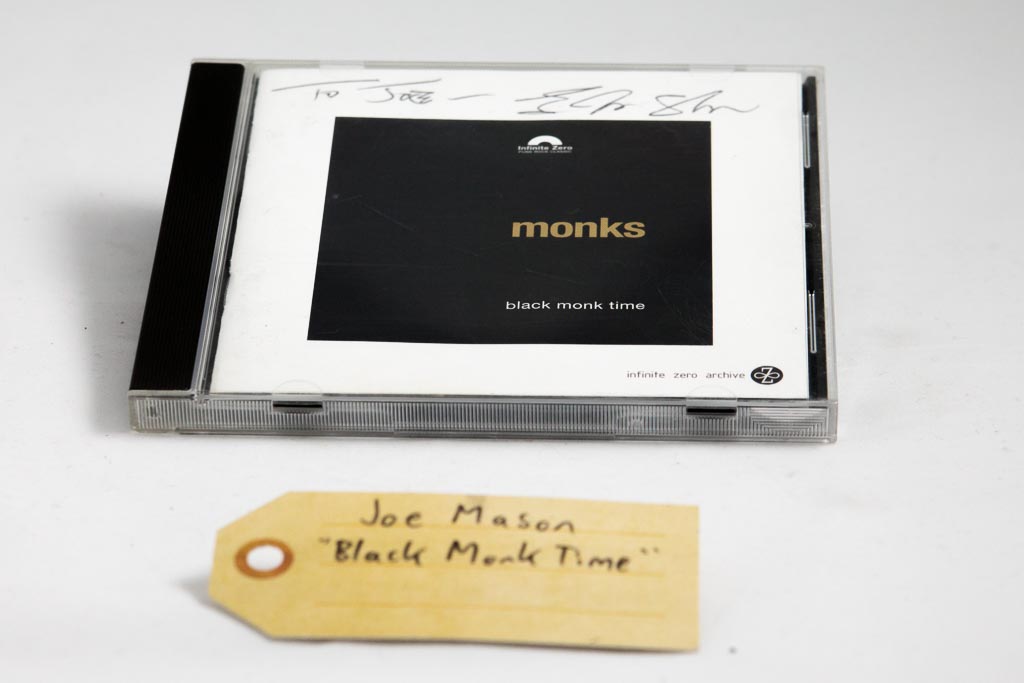 To Joe –
Infinite Zero
monks
black monk time
infinite zero archive
Z
Joe Mason
"Black Monk Time"